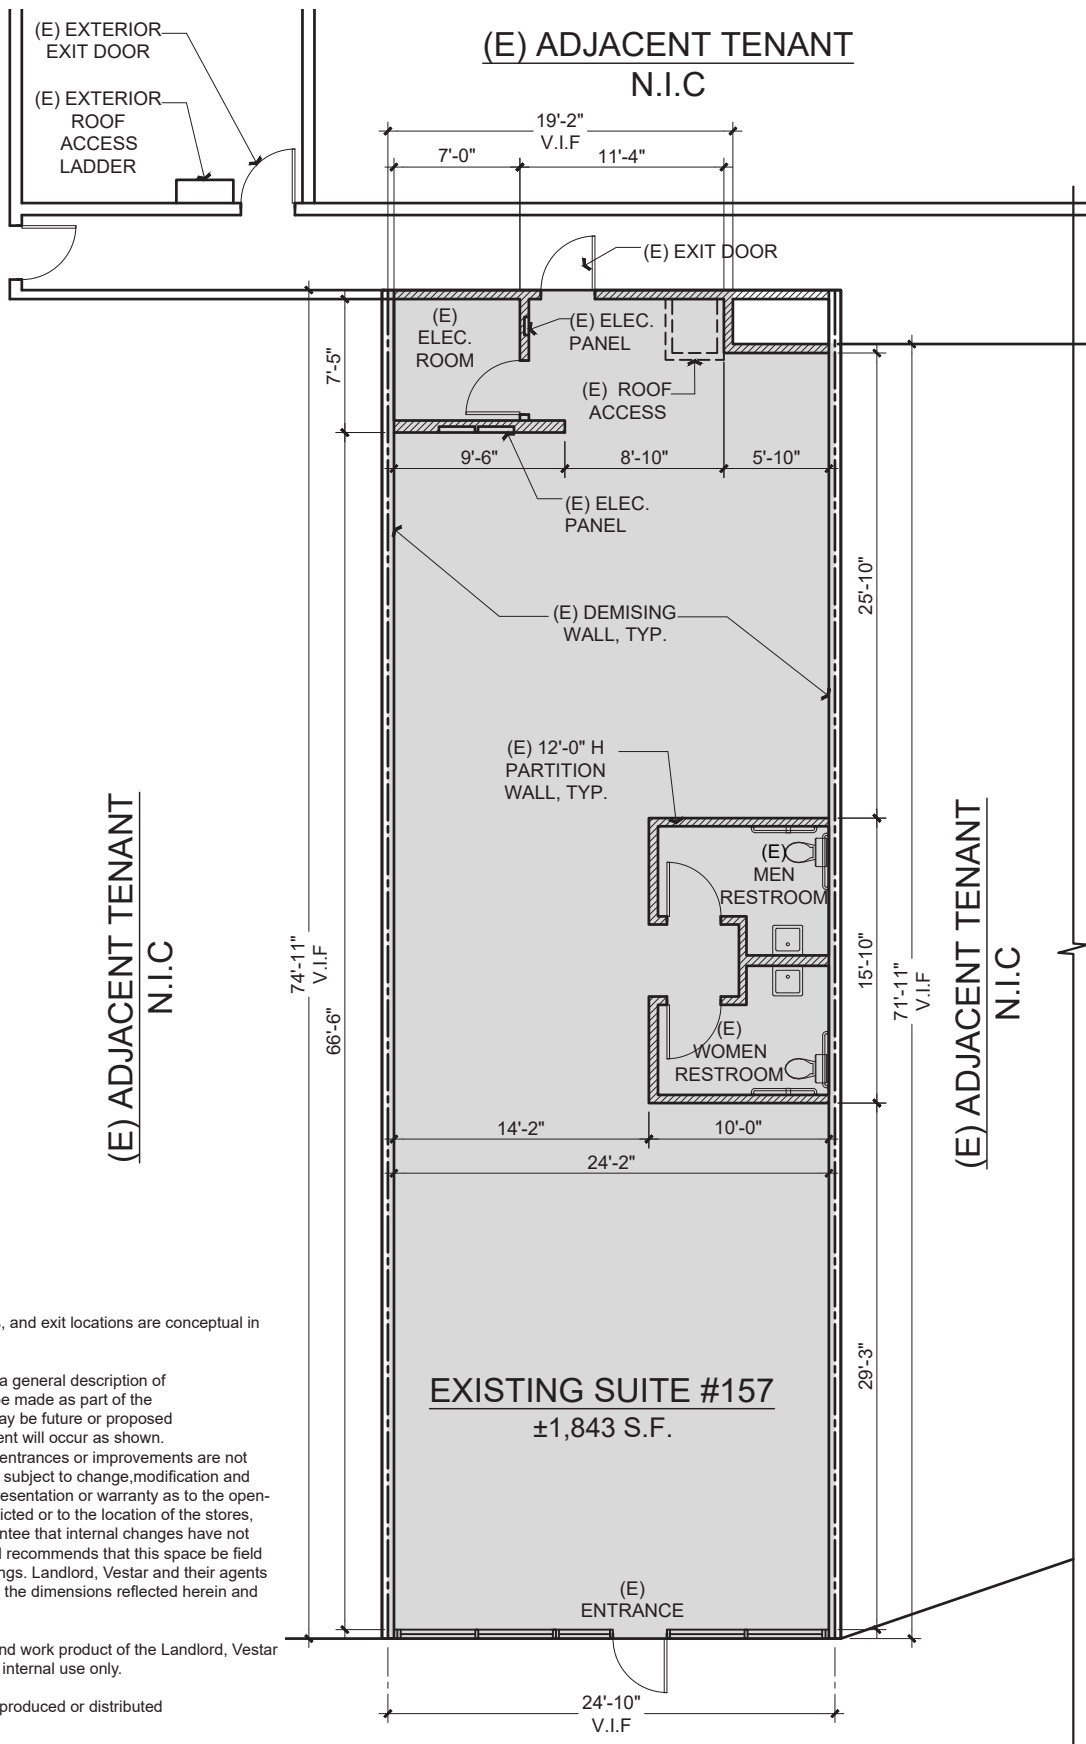 (E) EXTERIOR
EXIT DOOR
(E) EXTERIOR
ROOF
ACCESS
LADDER
(E) ADJACENT TENANT
N.I.C
19'-2"
V.I.F
7'-0"
11'-4"
(E) EXIT DOOR
(E)
ELEC.
ROOM
(E) ELEC.
PANEL
(E) ROOF
ACCESS
7'-5"
9'-6"
8'-10"
5'-10"
(E) ELEC.
PANEL
25'-10"
(E) DEMISING
WALL, TYP.
(E) 12'-0" H
PARTITION
WALL, TYP.
(E)
MEN
RESTROOM
(E) ADJACENT TENANT
N.I.C
74'-11"
V.I.F
66'-6"
15'-10"
71'-11"
V.I.F
(E) ADJACENT TENANT
N.I.C
(E)
WOMEN
RESTROOM
14'-2"
10'-0"
24'-2"
29'-3"
EXISTING SUITE #157
±1,843 S.F.
, and exit locations are conceptual in
a general description of
be made as part of the
ay be future or proposed
ent will occur as shown.
entrances or improvements are not
subject to change,modification and
resentation or warranty as to the open-
icted or to the location of the stores,
ntee that internal changes have not
recommends that this space be field
ngs. Landlord, Vestar and their agents
the dimensions reflected herein and
nd work product of the Landlord, Vestar
internal use only.
produced or distributed
(E)
ENTRANCE
24'-10"
V.I.F